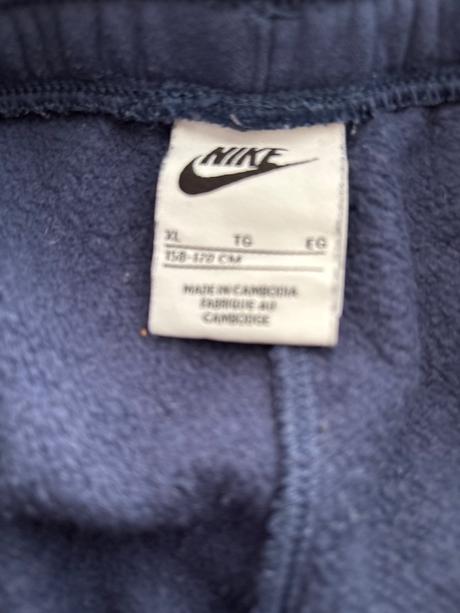 NIKE
XL TG EG
158-170 CM
MADE IN CAMBODIA
FABRIQUE AU
CAMBODGE